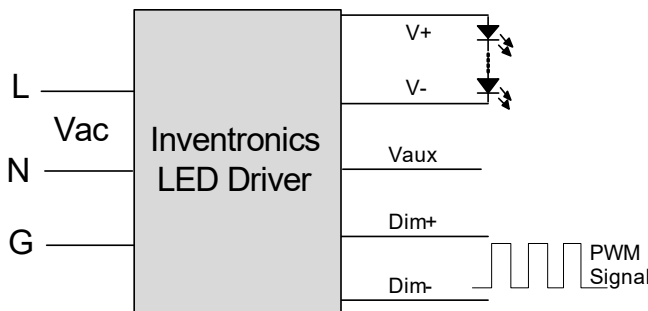 V+
L
V-
Vac
Inventronics
LED Driver
Vaux
N
Dim+
G
PWM
Signal
Dim-